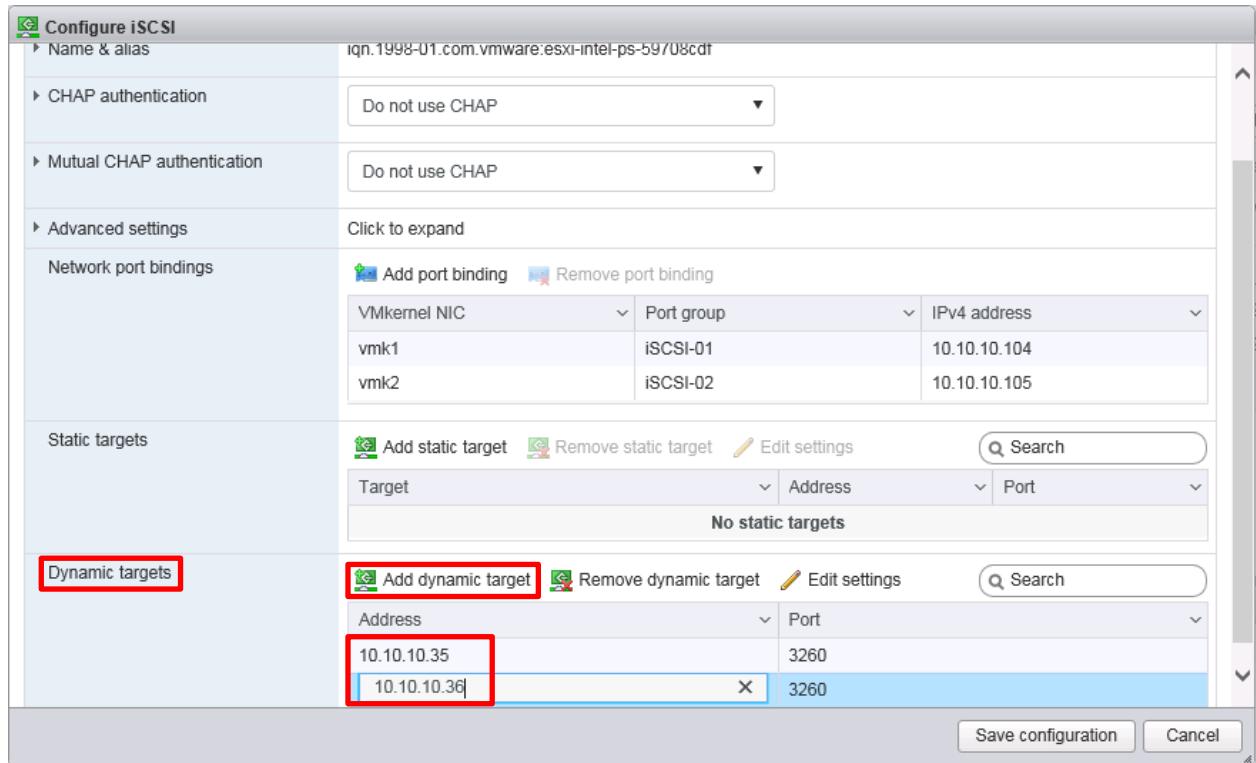 Configure iSCSI
Name & alias iqn.1998-01.com.vmware:esxi-intel-ps-59708cdf
CHAP authentication Do not use CHAP
Mutual CHAP authentication Do not use CHAP
Advanced settings Click to expand
Network port bindings Add port binding Remove port binding
VMkernel NIC Port group IPv4 address
vmk1 iSCSI-01 10.10.10.104
vmk2 iSCSI-02 10.10.10.105
Static targets Add static target Remove static target Edit settings Search
Target Address Port
No static targets
Dynamic targets Add dynamic target Remove dynamic target Edit settings Search
Address Port
10.10.10.35 3260
10.10.10.36 3260
Save configuration Cancel